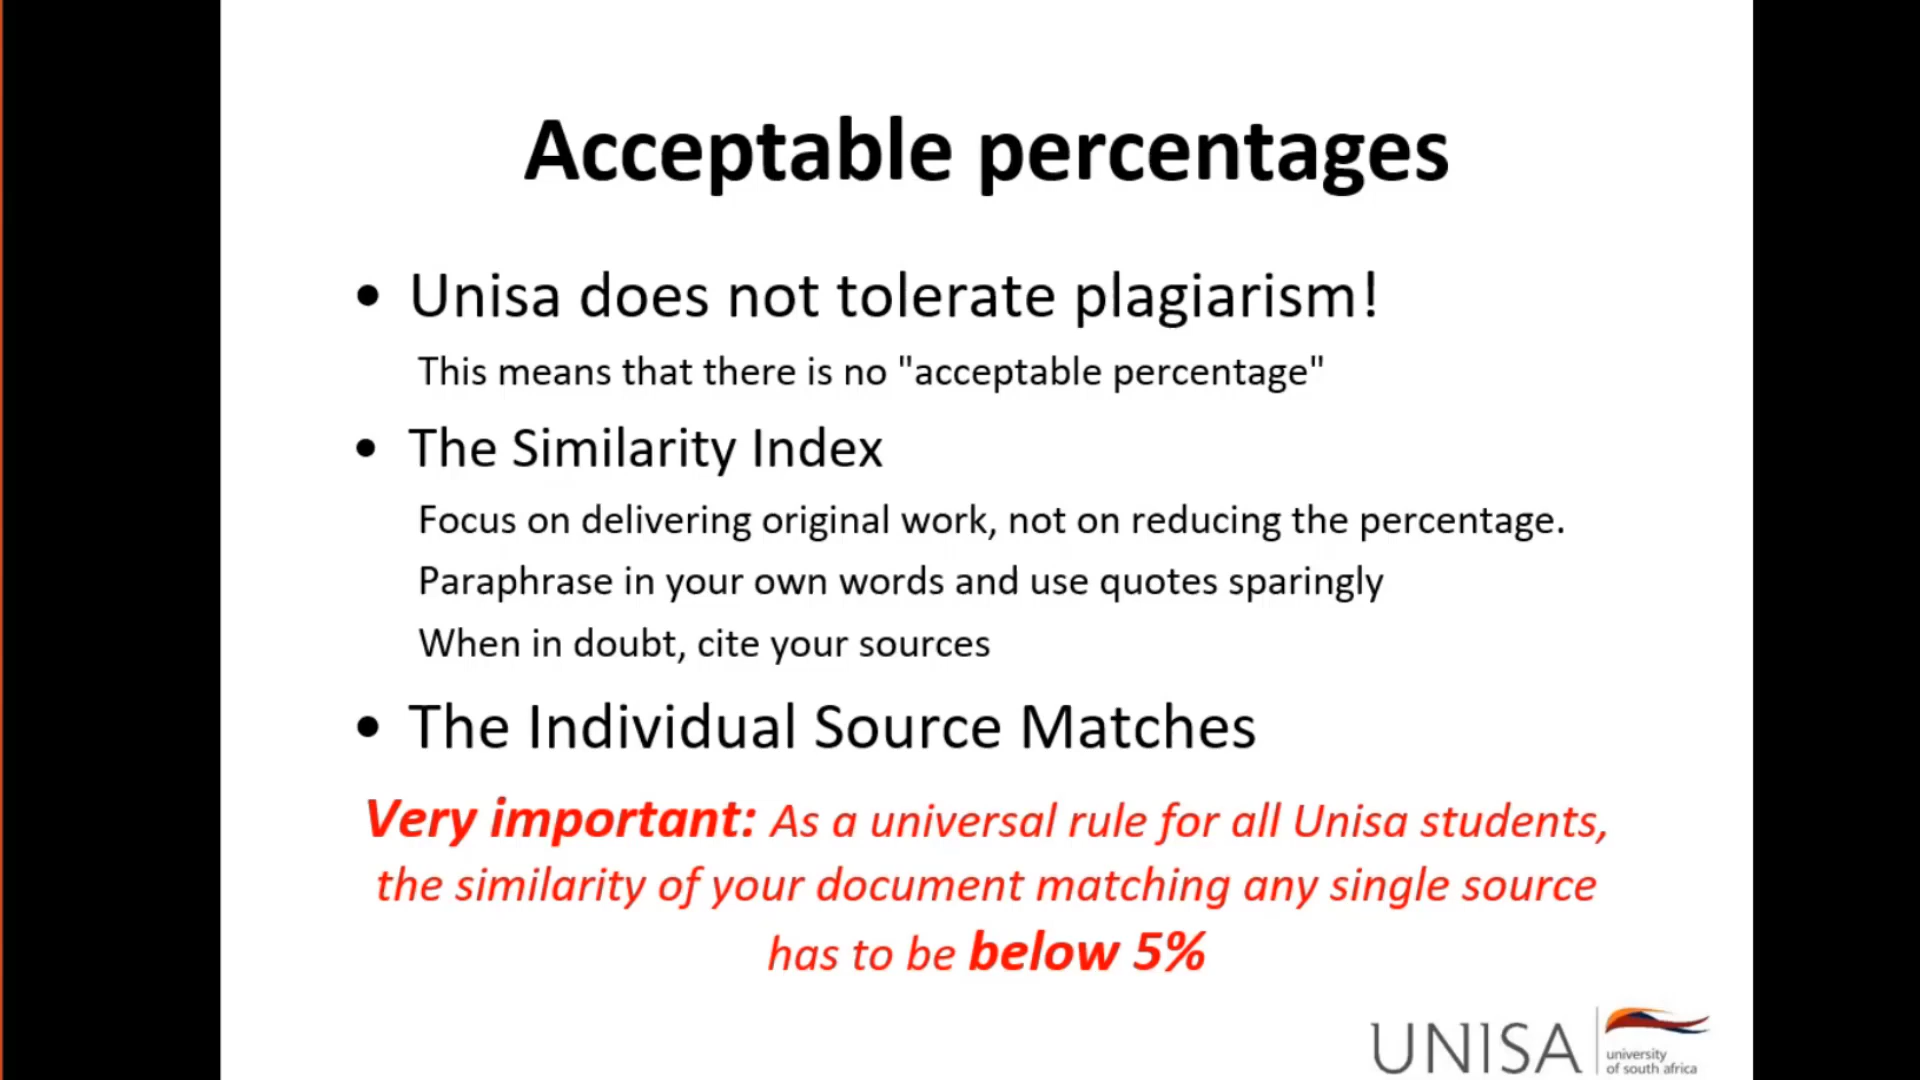 Acceptable percentages
• Unisa does not tolerate plagiarism!
This means that there is no "acceptable percentage"
• The Similarity Index
Focus on delivering original work, not on reducing the percentage.
Paraphrase in your own words and use quotes sparingly
When in doubt, cite your sources
• The Individual Source Matches
Very important: As a universal rule for all Unisa students,
the similarity of your document matching any single source
has to be below 5%
UNISA
university
of south africa